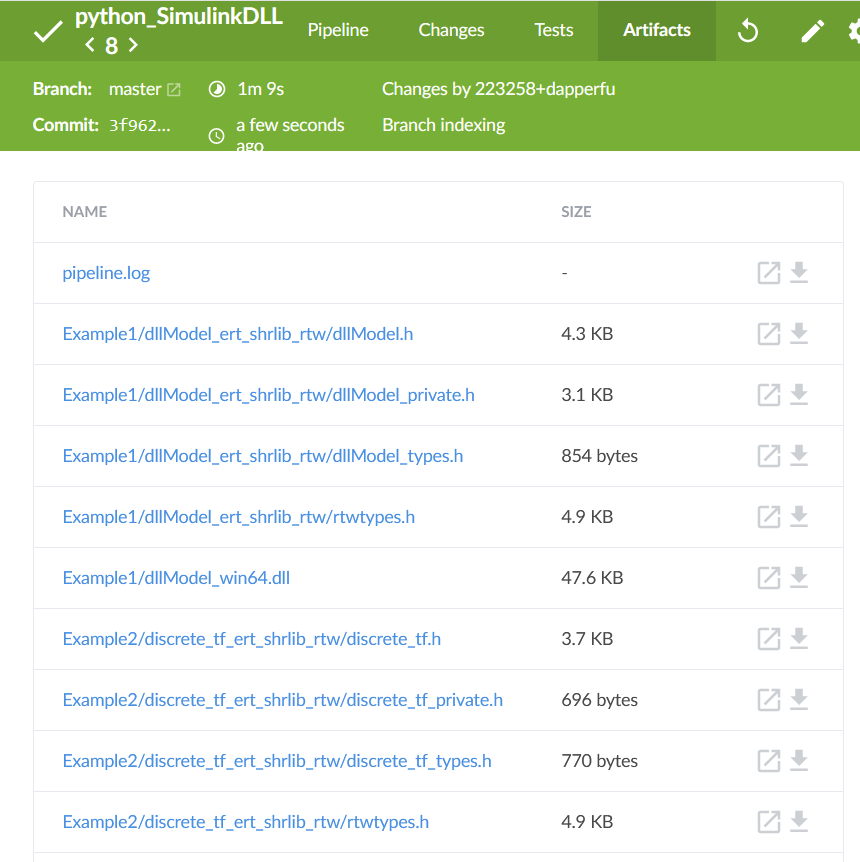 python_SimulinkDLL
< 8 >
Pipeline
Changes
Tests
Artifacts
Branch: master
1m 9s
Changes by 223258+dapperfu
Commit: 3f962...
a few seconds
ago
Branch indexing
NAME SIZE
pipeline.log -
Example1/dllModel_ert_shrlib_rtw/dllModel.h 4.3 KB
Example1/dllModel_ert_shrlib_rtw/dllModel_private.h 3.1 KB
Example1/dllModel_ert_shrlib_rtw/dllModel_types.h 854 bytes
Example1/dllModel_ert_shrlib_rtw/rtwtypes.h 4.9 KB
Example1/dllModel_win64.dll 47.6 KB
Example2/discrete_tf_ert_shrlib_rtw/discrete_tf.h 3.7 KB
Example2/discrete_tf_ert_shrlib_rtw/discrete_tf_private.h 696 bytes
Example2/discrete_tf_ert_shrlib_rtw/discrete_tf_types.h 770 bytes
Example2/discrete_tf_ert_shrlib_rtw/rtwtypes.h 4.9 KB